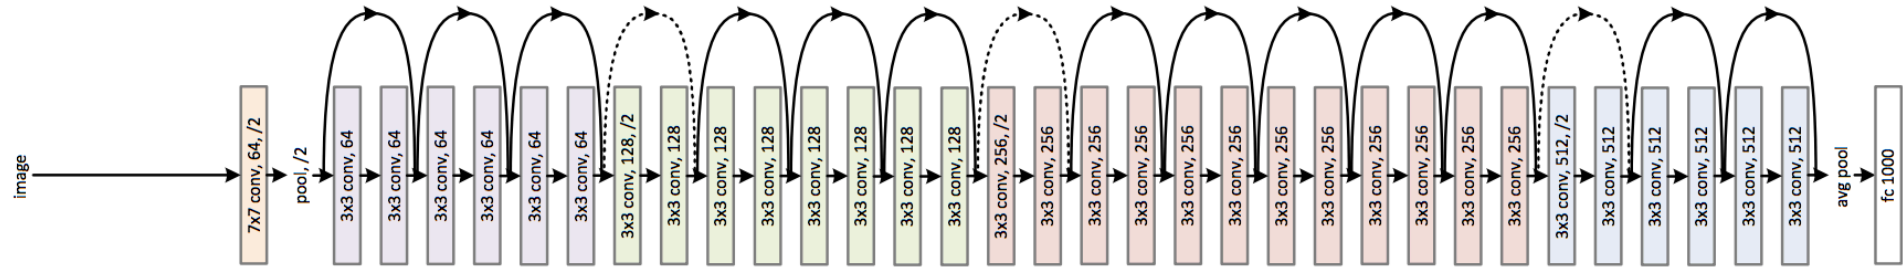 image
7x7 conv, 64, /2
pool, /2
3x3 conv, 64
3x3 conv, 64
3x3 conv, 64
3x3 conv, 64
3x3 conv, 64
3x3 conv, 64
3x3 conv, 128, /2
3x3 conv, 128
3x3 conv, 128
3x3 conv, 128
3x3 conv, 128
3x3 conv, 128
3x3 conv, 128
3x3 conv, 128
3x3 conv, 256, /2
3x3 conv, 256
3x3 conv, 256
3x3 conv, 256
3x3 conv, 256
3x3 conv, 256
3x3 conv, 256
3x3 conv, 256
3x3 conv, 256
3x3 conv, 256
3x3 conv, 256
3x3 conv, 256
3x3 conv, 512, /2
3x3 conv, 512
3x3 conv, 512
3x3 conv, 512
3x3 conv, 512
3x3 conv, 512
avg pool
fc 1000